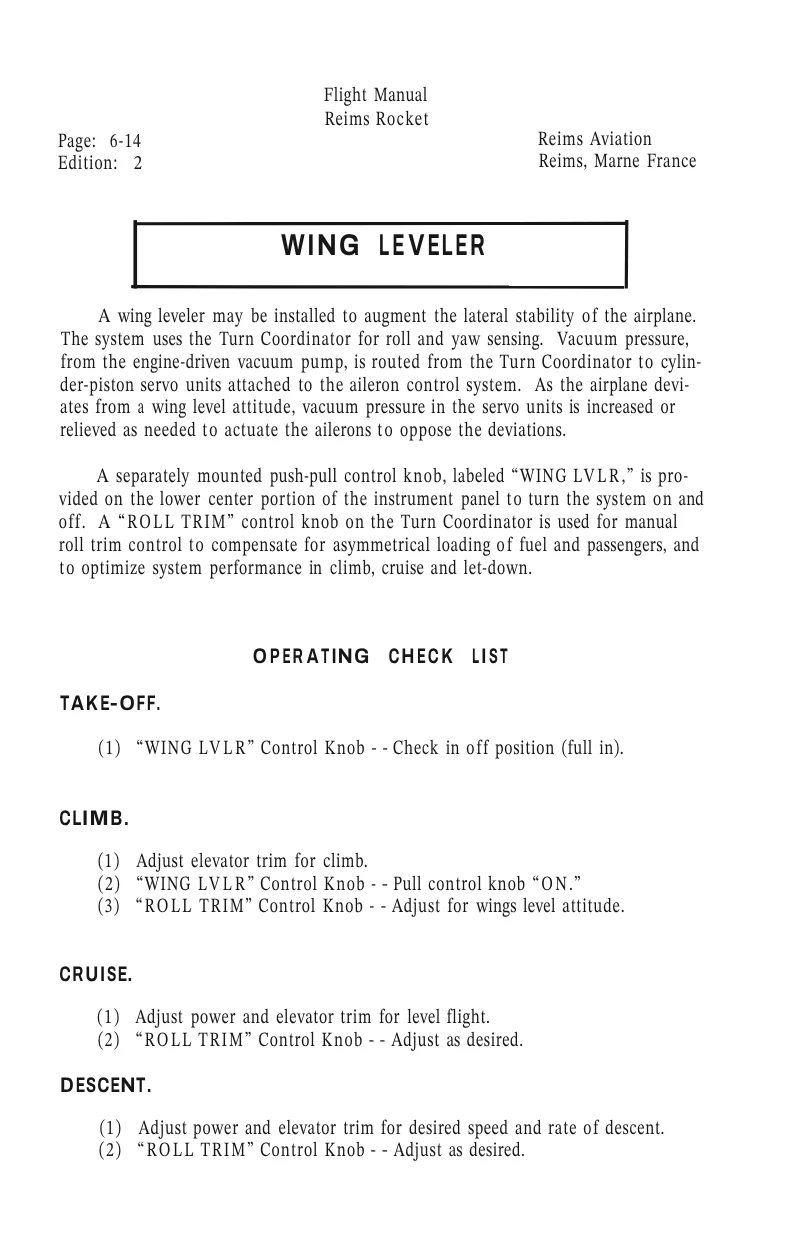 Flight Manual
Reims Rocket
Page: 6-14
Edition: 2
Reims Aviation
Reims, Marne France
WING LEVELER
A wing leveler may be installed to augment the lateral stability of the airplane.
The system uses the Turn Coordinator for roll and yaw sensing. Vacuum pressure,
from the engine-driven vacuum pump, is routed from the Turn Coordinator to cylin-
der-piston servo units attached to the aileron control system. As the airplane devi-
ates from a wing level attitude, vacuum pressure in the servo units is increased or
relieved as needed to actuate the ailerons to oppose the deviations.
A separately mounted push-pull control knob, labeled “WING LVLR,” is pro-
vided on the lower center portion of the instrument panel to turn the system on and
off. A “ROLL TRIM” control knob on the Turn Coordinator is used for manual
roll trim control to compensate for asymmetrical loading of fuel and passengers, and
to optimize system performance in climb, cruise and let-down.
OPERATING CHECK LIST
TAKE-OFF.
(1) “WING LVLR” Control Knob - - Check in off position (full in).
CLIMB.
(1) Adjust elevator trim for climb.
(2) “WING LVLR” Control Knob - - Pull control knob “ON.”
(3) “ROLL TRIM” Control Knob - - Adjust for wings level attitude.
CRUISE.
(1) Adjust power and elevator trim for level flight.
(2) “ROLL TRIM” Control Knob - - Adjust as desired.
DESCENT.
(1) Adjust power and elevator trim for desired speed and rate of descent.
(2) “ROLL TRIM” Control Knob - - Adjust as desired.